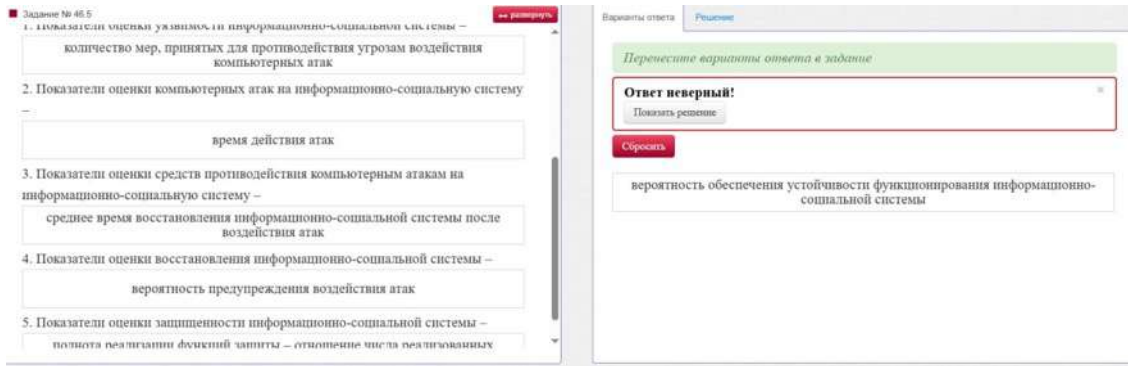 Задание № 46.5
развернуть
1. Показатели оценки уязвимости информационно-социальной системы –
количество мер, принятых для противодействия угрозам воздействия
компьютерных атак
2. Показатели оценки компьютерных атак на информационно-социальную систему
–
время действия атак
3. Показатели оценки средств противодействия компьютерным атакам на
информационно-социальную систему –
среднее время восстановления информационно-социальной системы после
воздействия атак
4. Показатели оценки восстановления информационно-социальной системы –
вероятность предупреждения воздействия атак
5. Показатели оценки защищенности информационно-социальной системы –
полнота реализации функций защиты – отношение числа реализованных
Варианты ответа
Решение
Перенесите варианты ответа в задание
Ответ неверный!
Показать решение
Сбросить
вероятность обеспечения устойчивости функционирования информационно-
социальной системы